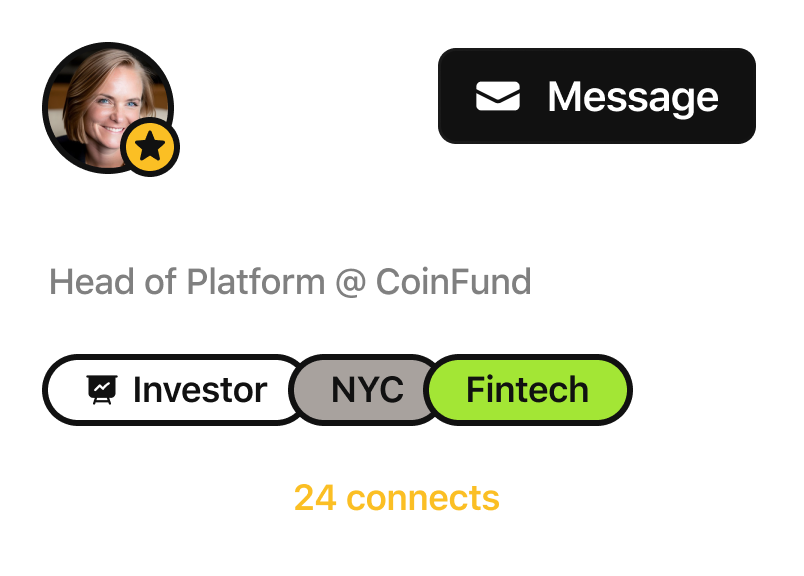 Message
Head of Platform @ CoinFund
Investor NYC Fintech
24 connects